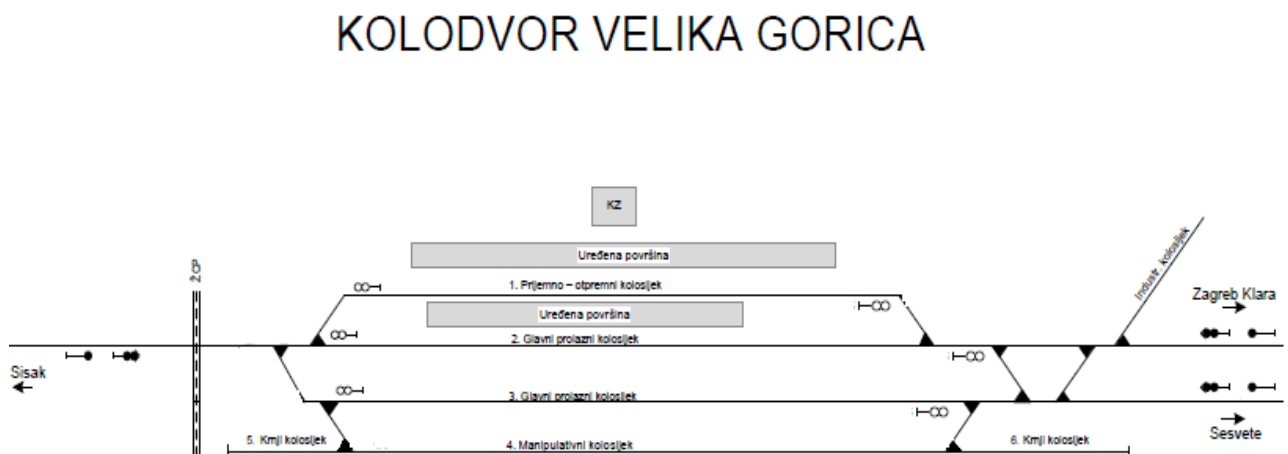 KOLODVOR VELIKA GORICA
KZ
Uređena površina
ŽCP
Industr. kolosijek
1. Prijemno – otpremni kolosijek
Zagreb Klara
Uređena površina
2. Glavni prolazni kolosijek
Sisak
3. Glavni prolazni kolosijek
Sesvete
5. Krnji kolosijek
4. Manipulativni kolosijek
6. Krnji kolosijek